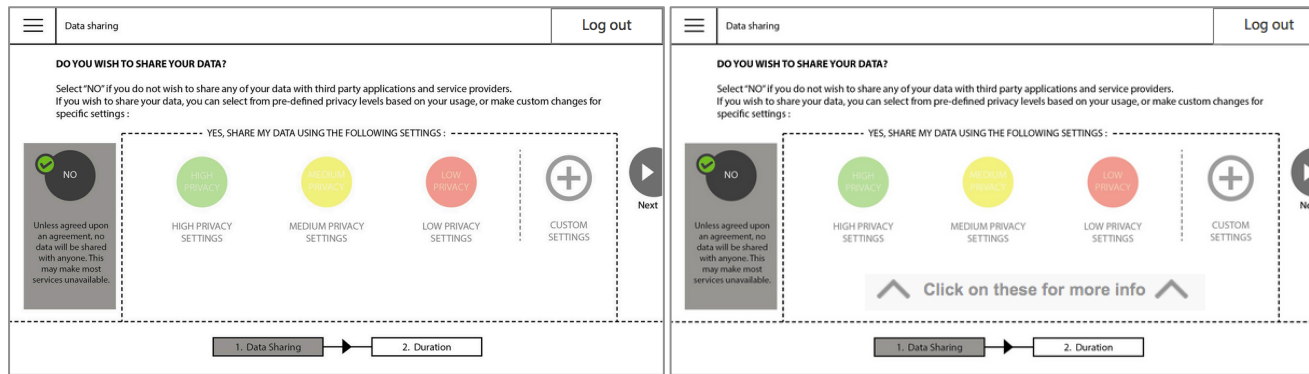 Data sharing
Log out
DO YOU WISH TO SHARE YOUR DATA?
Select “NO” if you do not wish to share any of your data with third party applications and service providers.
If you wish to share your data, you can select from pre-defined privacy levels based on your usage, or make custom changes for
specific settings :
YES, SHARE MY DATA USING THE FOLLOWING SETTINGS :
NO
HIGH
PRIVACY
MEDIUM
PRIVACY
LOW
PRIVACY
Next
Unless agreed upon
an agreement, no
data will be shared
with anyone. This
may make most
services unavailable.
HIGH PRIVACY
SETTINGS
MEDIUM PRIVACY
SETTINGS
LOW PRIVACY
SETTINGS
CUSTOM
SETTINGS
1. Data Sharing
2. Duration
Data sharing
Log out
DO YOU WISH TO SHARE YOUR DATA?
Select “NO” if you do not wish to share any of your data with third party applications and service providers.
If you wish to share your data, you can select from pre-defined privacy levels based on your usage, or make custom changes for
specific settings :
YES, SHARE MY DATA USING THE FOLLOWING SETTINGS :
NO
HIGH
PRIVACY
MEDIUM
PRIVACY
LOW
PRIVACY
Unless agreed upon
an agreement, no
data will be shared
with anyone. This
may make most
services unavailable.
HIGH PRIVACY
SETTINGS
MEDIUM PRIVACY
SETTINGS
LOW PRIVACY
SETTINGS
CUSTOM
SETTINGS
Click on these for more info
1. Data Sharing
2. Duration